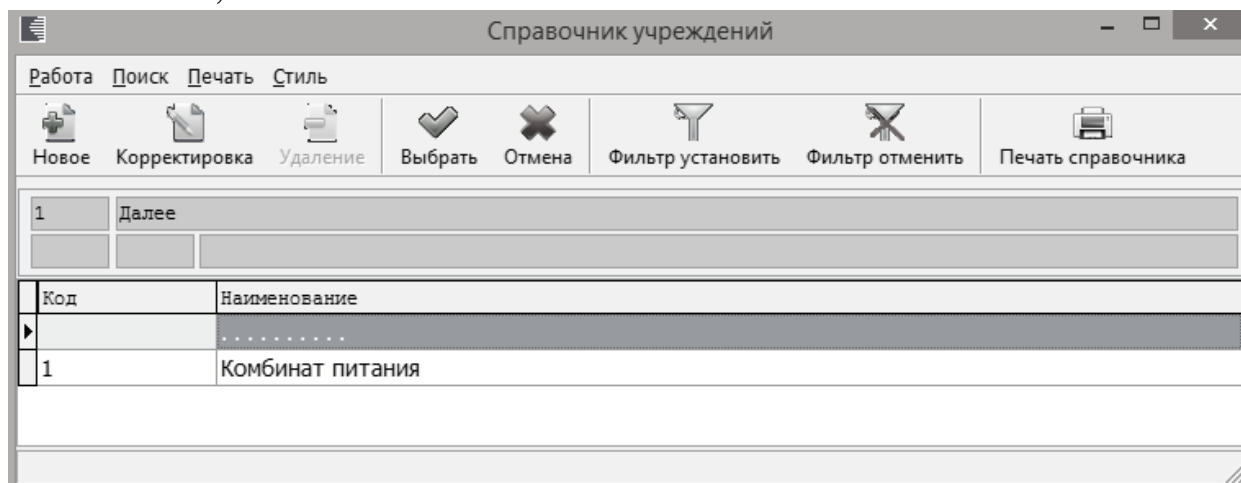 Справочник учреждений
Работа Поиск Печать Стиль
Новое Корректировка Удаление Выбрать Отмена Фильтр установить Фильтр отменить Печать справочника
1 Далее
Код Наименование
. . . . . . . . . .
1 Комбинат питания